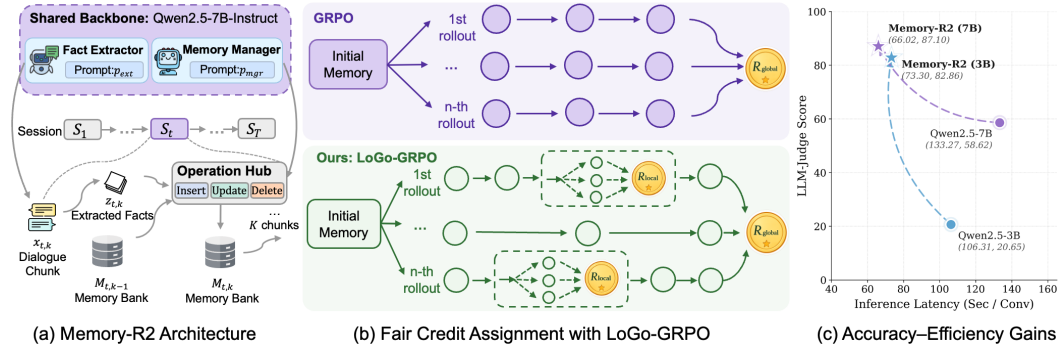 Shared Backbone: Qwen2.5-7B-Instruct
Fact Extractor
Prompt:p_ext
Memory Manager
Prompt:p_mgr
Session
S_1
...
S_t
...
S_T
Operation Hub
Insert
Update
Delete
z_{t,k}
Extracted Facts
...
K chunks
x_{t,k}
Dialogue
Chunk
M_{t,k−1}
Memory Bank
M_{t,k}
Memory Bank
(a) Memory-R2 Architecture
GRPO
Initial
Memory
1st
rollout
...
n-th
rollout
R_global
Ours: LoGo-GRPO
Initial
Memory
1st
rollout
R_local
...
n-th
rollout
R_local
R_global
(b) Fair Credit Assignment with LoGo-GRPO
LLM-Judge Score
100
80
60
40
20
0
Memory-R2 (7B)
(66.02, 87.10)
Memory-R2 (3B)
(73.30, 82.86)
Qwen2.5-7B
(133.27, 58.62)
Qwen2.5-3B
(106.31, 20.65)
40 60 80 100 120 140 160
Inference Latency (Sec / Conv)
(c) Accuracy–Efficiency Gains